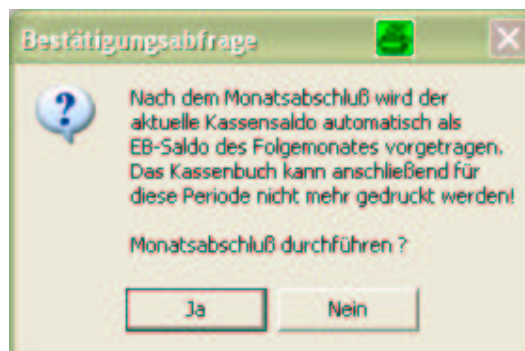 Bestätigungsabfrage
Nach dem Monatsabschluß wird der
aktuelle Kassensaldo automatisch als
EB-Saldo des Folgemonates vorgetragen.
Das Kassenbuch kann anschließend für
diese Periode nicht mehr gedruckt werden!
Monatsabschluß durchführen ?
Ja
Nein